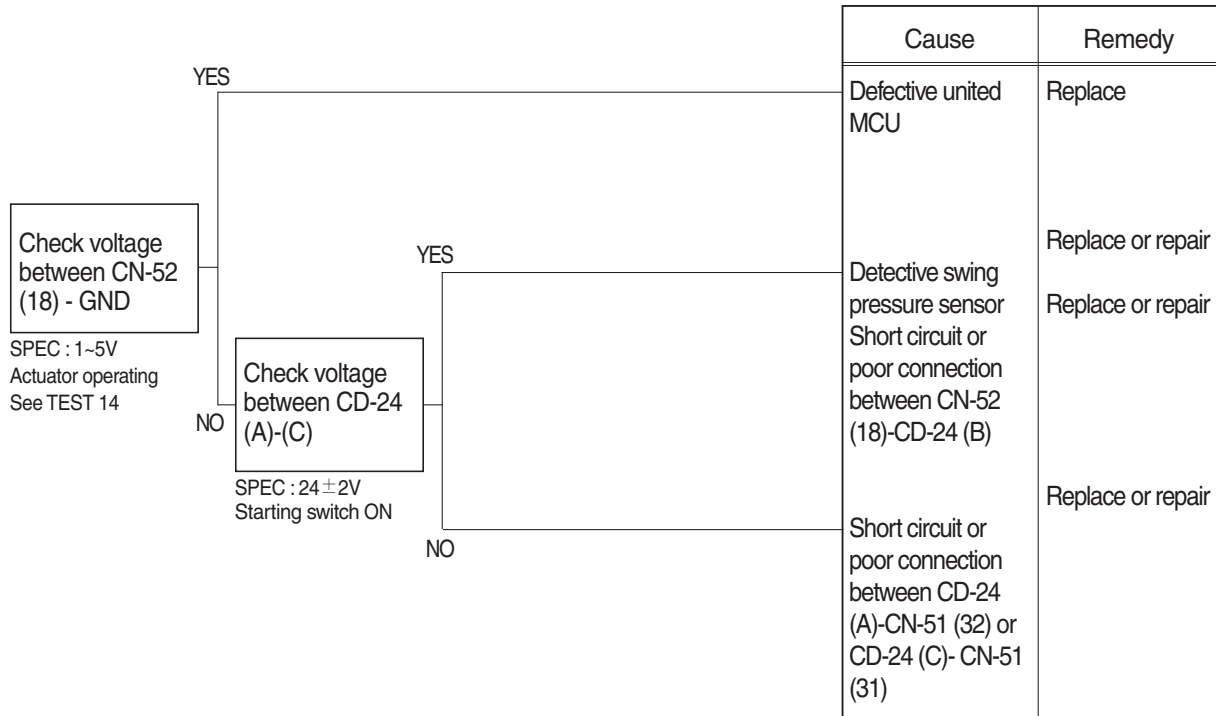 Cause
Remedy
YES
Defective united
MCU
Replace
Check voltage
between CN-52
(18) - GND
SPEC : 1~5V
Actuator operating
See TEST 14
NO
Check voltage
between CD-24
(A)-(C)
SPEC : 24±2V
Starting switch ON
YES
Detective swing
pressure sensor
Short circuit or
poor connection
between CN-52
(18)-CD-24 (B)
Replace or repair
Replace or repair
NO
Short circuit or
poor connection
between CD-24
(A)-CN-51 (32) or
CD-24 (C)- CN-51
(31)
Replace or repair